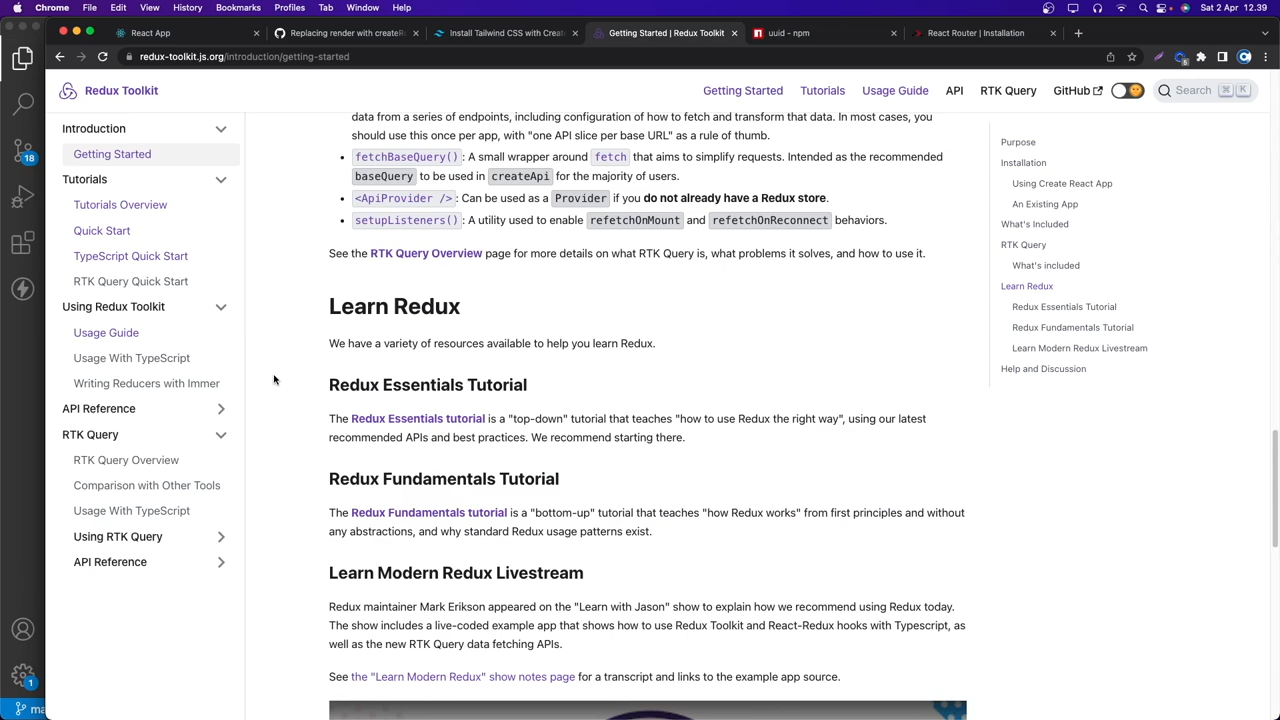 Chrome File Edit View History Bookmarks Profiles Tab Window Help
Sat 2 Apr 12.39
React App
Replacing render with createR
Install Tailwind CSS with Creat
Getting Started | Redux Toolkit
uuid - npm
React Router | Installation
redux-toolkit.js.org/introduction/getting-started
Redux Toolkit
Getting Started Tutorials Usage Guide API RTK Query GitHub
Search ⌘ K
Introduction
Getting Started
Tutorials
Tutorials Overview
Quick Start
TypeScript Quick Start
RTK Query Quick Start
Using Redux Toolkit
Usage Guide
Usage With TypeScript
Writing Reducers with Immer
API Reference
RTK Query
RTK Query Overview
Comparison with Other Tools
Usage With TypeScript
Using RTK Query
API Reference
18
1
data from a series of endpoints, including configuration of how to fetch and transform that data. In most cases, you
should use this once per app, with "one API slice per base URL" as a rule of thumb.
• fetchBaseQuery(): A small wrapper around fetch that aims to simplify requests. Intended as the recommended
baseQuery to be used in createApi for the majority of users.
• <ApiProvider />: Can be used as a Provider if you do not already have a Redux store.
• setupListeners(): A utility used to enable refetchOnMount and refetchOnReconnect behaviors.
See the RTK Query Overview page for more details on what RTK Query is, what problems it solves, and how to use it.
Learn Redux
We have a variety of resources available to help you learn Redux.
Redux Essentials Tutorial
The Redux Essentials tutorial is a "top-down" tutorial that teaches "how to use Redux the right way", using our latest
recommended APIs and best practices. We recommend starting there.
Redux Fundamentals Tutorial
The Redux Fundamentals tutorial is a "bottom-up" tutorial that teaches "how Redux works" from first principles and without
any abstractions, and why standard Redux usage patterns exist.
Learn Modern Redux Livestream
Redux maintainer Mark Erikson appeared on the "Learn with Jason" show to explain how we recommend using Redux today.
The show includes a live-coded example app that shows how to use Redux Toolkit and React-Redux hooks with Typescript, as
well as the new RTK Query data fetching APIs.
See the "Learn Modern Redux" show notes page for a transcript and links to the example app source.
Purpose
Installation
Using Create React App
An Existing App
What's Included
RTK Query
What's included
Learn Redux
Redux Essentials Tutorial
Redux Fundamentals Tutorial
Learn Modern Redux Livestream
Help and Discussion